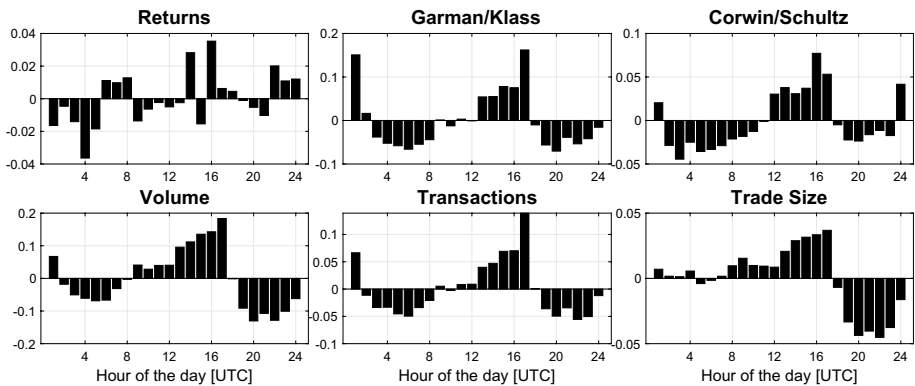 Returns
0.04
0.02
0
-0.02
-0.04
4 8 12 16 20 24
Garman/Klass
0.2
0.1
0
-0.1
4 8 12 16 20 24
Corwin/Schultz
0.1
0.05
0
-0.05
4 8 12 16 20 24
Volume
0.2
0.1
0
-0.1
-0.2
4 8 12 16 20 24
Hour of the day [UTC]
Transactions
0.1
0.05
0
-0.05
-0.1
4 8 12 16 20 24
Hour of the day [UTC]
Trade Size
0.05
0
-0.05
4 8 12 16 20 24
Hour of the day [UTC]